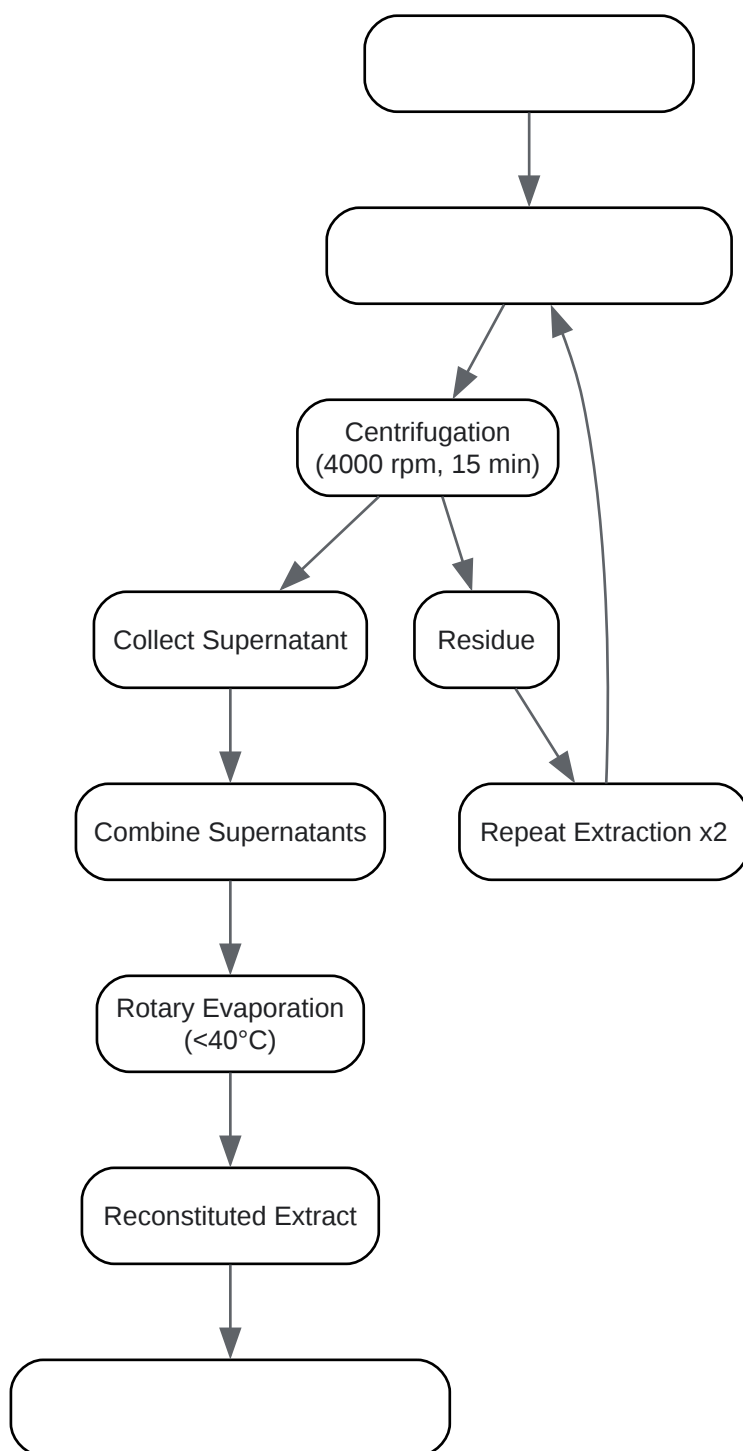 Centrifugation
(4000 rpm, 15 min)
Collect Supernatant
Residue
Combine Supernatants
Repeat Extraction x2
Rotary Evaporation
(<40°C)
Reconstituted Extract